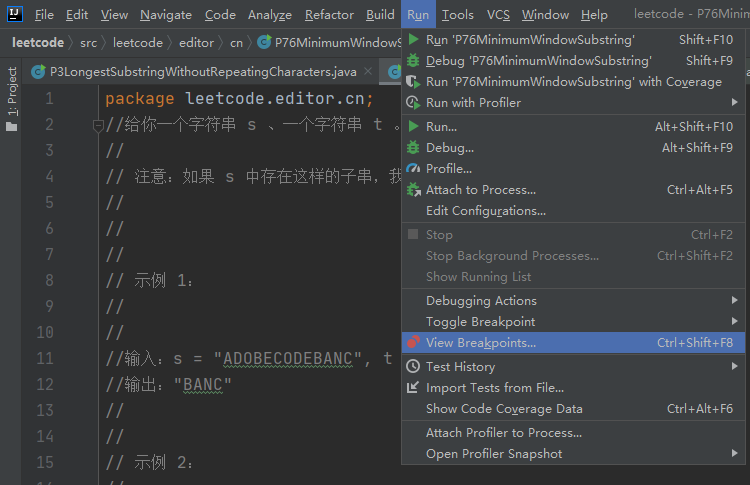 File Edit View Navigate Code Analyze Refactor Build Run Tools VCS Window Help leetcode - P76Minimum
leetcode src leetcode editor cn P76MinimumWindowSu
P3LongestSubstringWithoutRepeatingCharacters.java
1: Project
1 package leetcode.editor.cn;
2 //给你一个字符串 s 、一个字符串 t 。
3 //
4 // 注意：如果 s 中存在这样的子串，我
5 //
6 //
7 //
8 // 示例 1：
9 //
10 //
11 //输入：s = "ADOBECODEBANC", t
12 //输出："BANC"
13 //
14 //
15 // 示例 2：
Run 'P76MinimumWindowSubstring' Shift+F10
Debug 'P76MinimumWindowSubstring' Shift+F9
Run 'P76MinimumWindowSubstring' with Coverage
Run with Profiler
Run... Alt+Shift+F10
Debug... Alt+Shift+F9
Profile...
Attach to Process... Ctrl+Alt+F5
Edit Configurations...
Stop Ctrl+F2
Stop Background Processes... Ctrl+Shift+F2
Show Running List
Debugging Actions
Toggle Breakpoint
View Breakpoints... Ctrl+Shift+F8
Test History
Import Tests from File...
Show Code Coverage Data Ctrl+Alt+F6
Attach Profiler to Process...
Open Profiler Snapshot